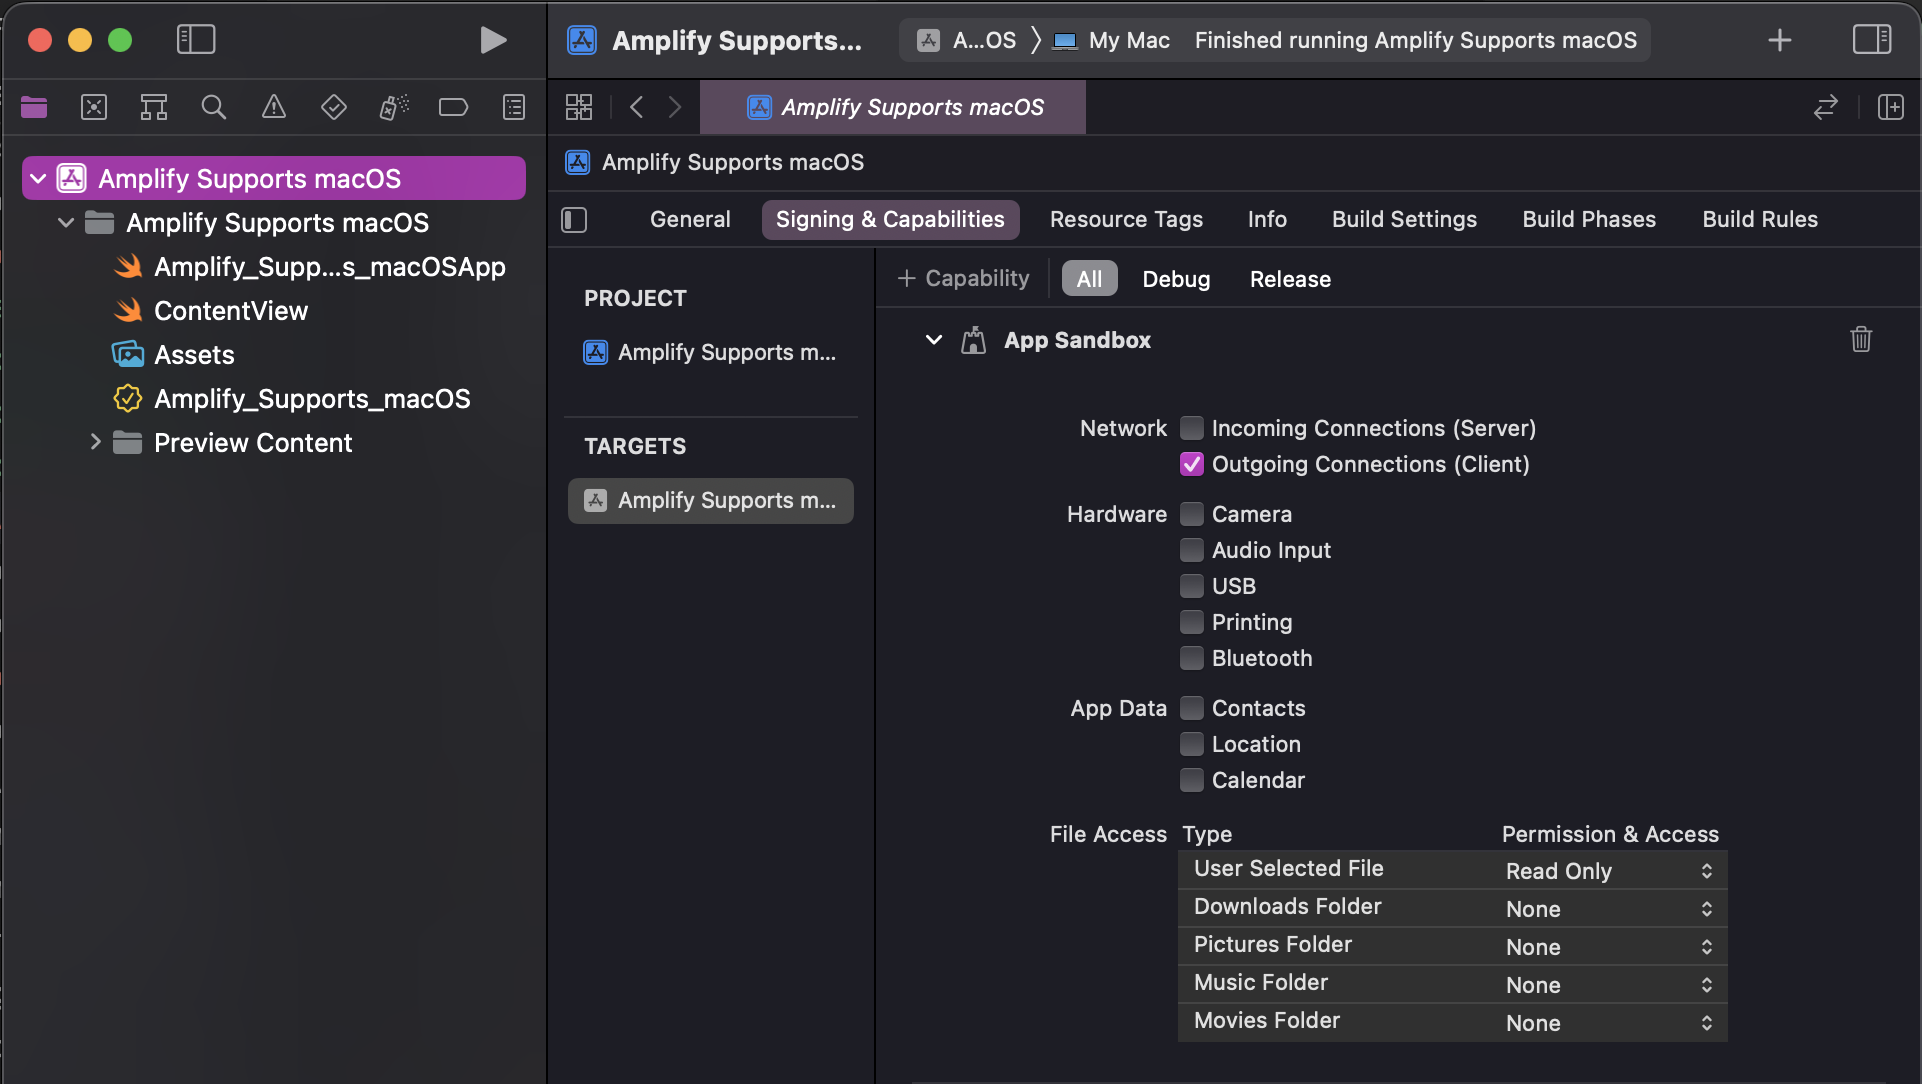 Amplify Supports...
A...OS
My Mac
Finished running Amplify Supports macOS
Amplify Supports macOS
Amplify Supports macOS
General
Signing & Capabilities
Resource Tags
Info
Build Settings
Build Phases
Build Rules
Amplify Supports macOS
Amplify Supports macOS
Amplify_Supp...s_macOSApp
ContentView
Assets
Amplify_Supports_macOS
Preview Content
PROJECT
Amplify Supports m...
TARGETS
Amplify Supports m...
+ Capability
All
Debug
Release
App Sandbox
Network
Incoming Connections (Server)
Outgoing Connections (Client)
Hardware
Camera
Audio Input
USB
Printing
Bluetooth
App Data
Contacts
Location
Calendar
File Access
Type
Permission & Access
User Selected File
Read Only
Downloads Folder
None
Pictures Folder
None
Music Folder
None
Movies Folder
None